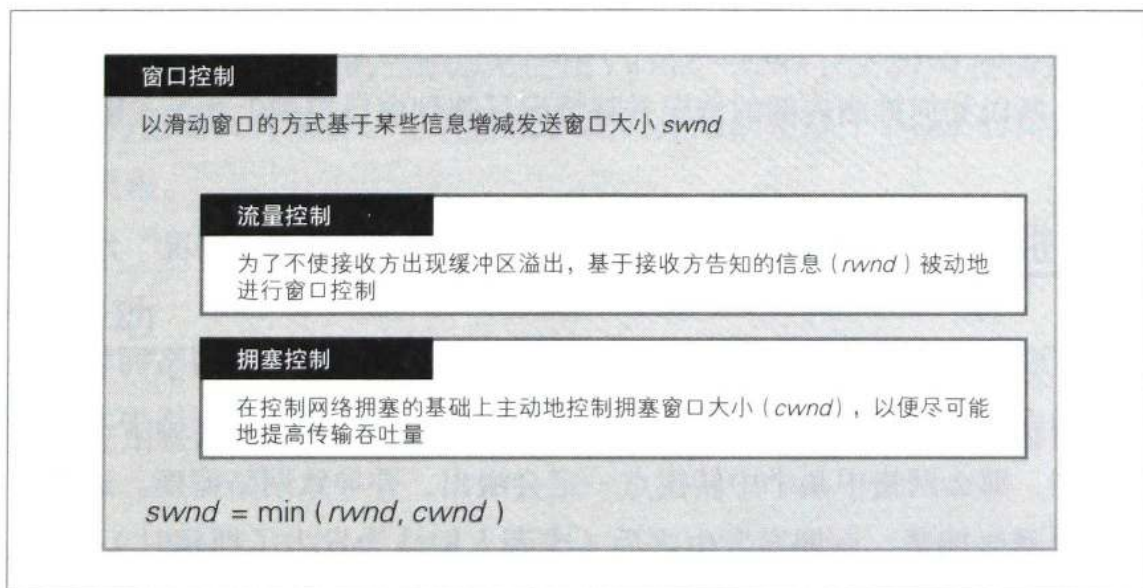 窗口控制
以滑动窗口的方式基于某些信息增减发送窗口大小 swnd
流量控制
为了不使接收方出现缓冲区溢出，基于接收方告知的信息（rwnd）被动地
进行窗口控制
拥塞控制
在控制网络拥塞的基础上主动地控制拥塞窗口大小（cwnd），以便尽可能
地提高传输吞吐量
swnd = min ( rwnd, cwnd )